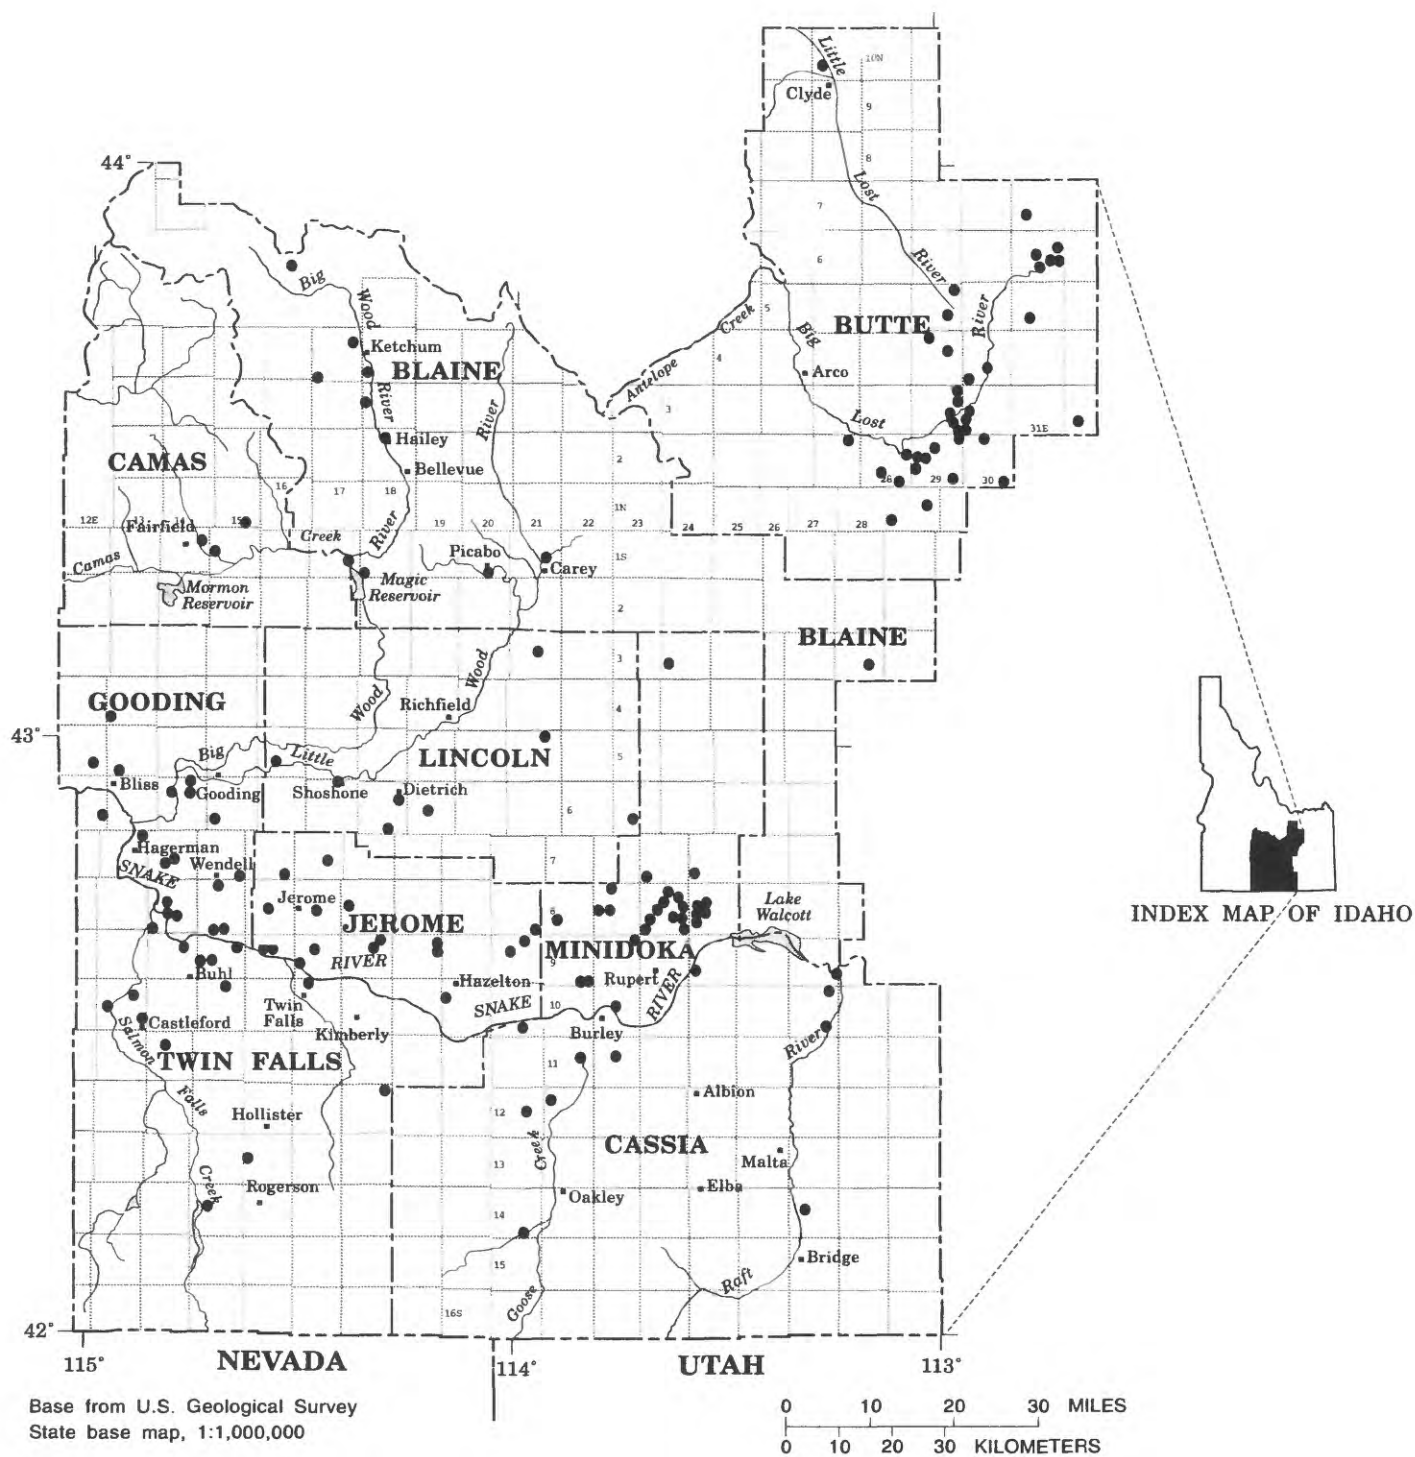 Little
10N
Clyde
9
8
44°
Lost
7
River
6
Big
Wood
River
5
Creek
Big
BUTTE
Ketchum
BLAINE
4
Arco
Antelope
River
River
3
Lost
31E
Hailey
CAMAS
2
Bellevue
16
17
18
28
29
30
12E
13
14
15
1N
19
20
21
22
23
24
25
26
27
28
Fairfield
Creek
River
Picabo
1S
Camas
Carey
Mormon
Reservoir
Magic
Reservoir
2
BLAINE
3
Wood
GOODING
Wood
Richfield
4
43°
Big
Little
LINCOLN
5
Bliss
Gooding
Shoshone
Dietrich
6
Hagerman
SNAKE
Wendell
7
Jerome
Lake
Walcott
INDEX MAP OF IDAHO
JEROME
8
MINIDOKA
RIVER
9
Buhl
Hazelton
Rupert
RIVER
Twin
Falls
SNAKE
10
Castleford
Kimberly
Burley
Salmon
River
TWIN FALLS
11
Falls
Albion
Hollister
12
Creek
CASSIA
13
Malta
Creek
Rogerson
Oakley
Elba
14
15
Bridge
Raft
Goose
16S
42°
115°
NEVADA
114°
UTAH
113°
Base from U.S. Geological Survey
State base map, 1:1,000,000
0 10 20 30 MILES
0 10 20 30 KILOMETERS